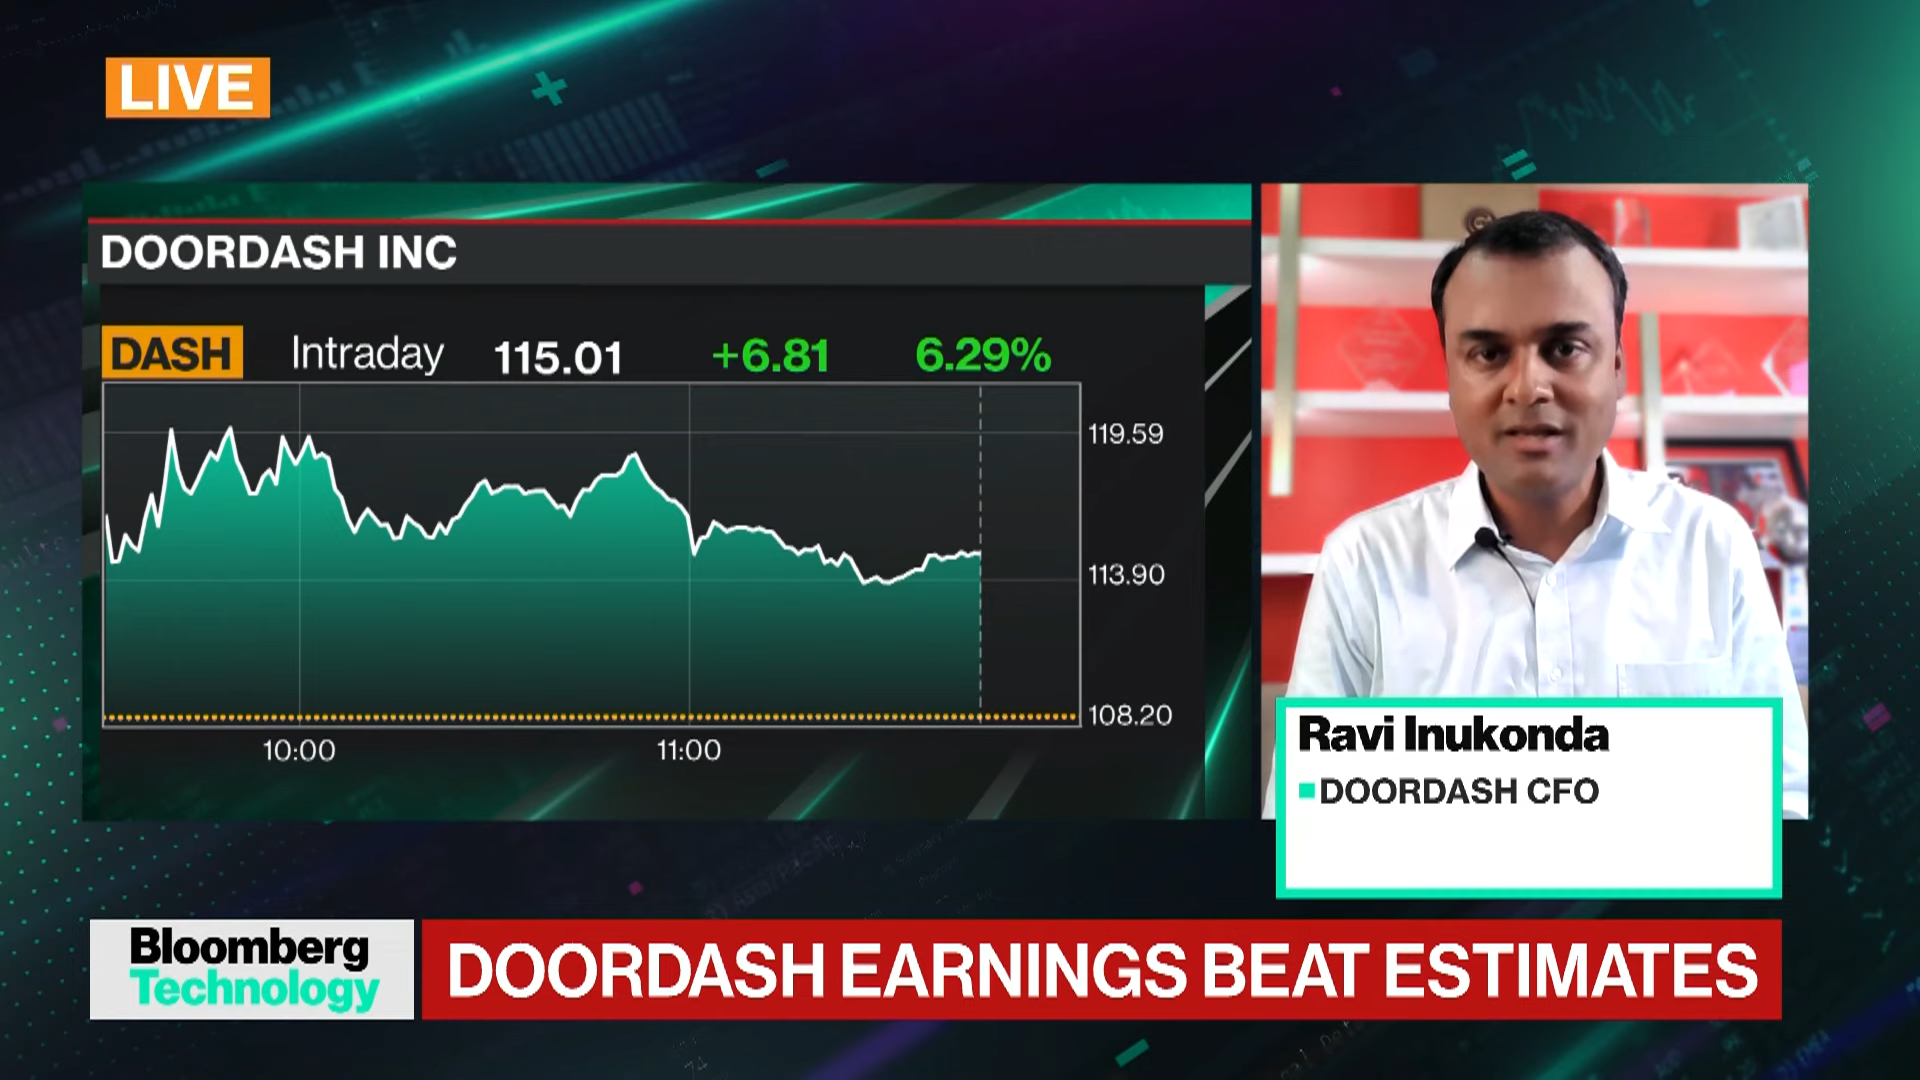 LIVE
DOORDASH INC
DASH Intraday 115.01 +6.81 6.29%
119.59
113.90
108.20
10:00 11:00
Ravi Inukonda
DOORDASH CFO
Bloomberg
Technology
DOORDASH EARNINGS BEAT ESTIMATES